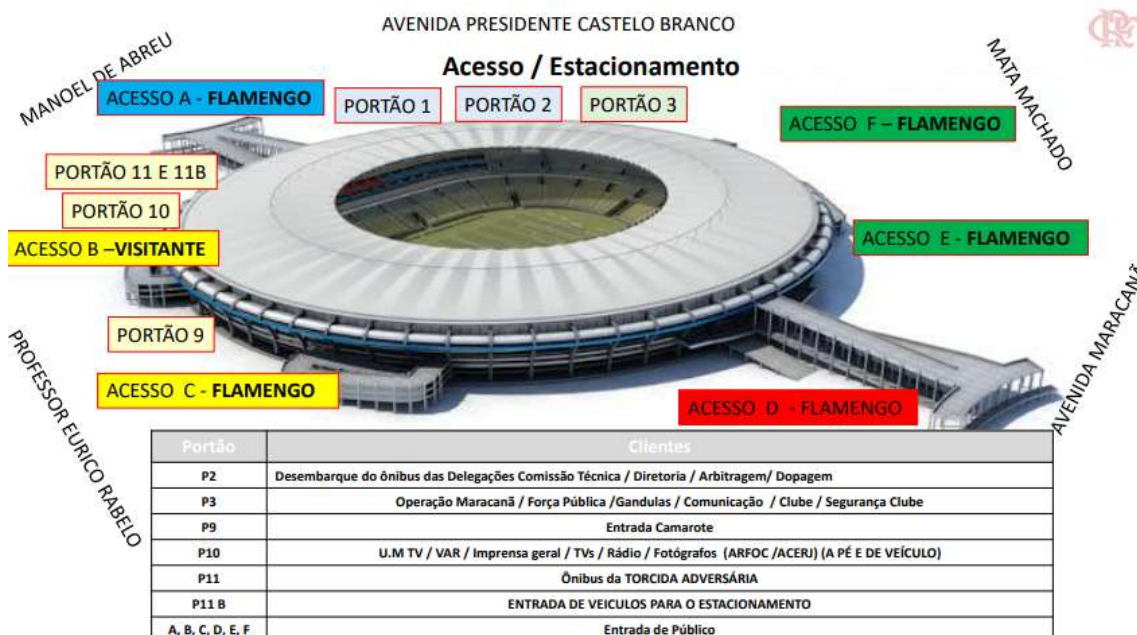 AVENIDA PRESIDENTE CASTELO BRANCO
MANOEL DE ABREU
Acesso / Estacionamento
MATA MACHADO
ACESSO A - FLAMENGO
PORTÃO 1
PORTÃO 2
PORTÃO 3
ACESSO F – FLAMENGO
PORTÃO 11 E 11B
PORTÃO 10
ACESSO B –VISITANTE
ACESSO E - FLAMENGO
PORTÃO 9
PROFESSOR EURICO RABELO
AVENIDA MARACANÃ
ACESSO C - FLAMENGO
ACESSO D - FLAMENGO
Portão Clientes
P2 Desembarque do ônibus das Delegações Comissão Técnica / Diretoria / Arbitragem/ Dopagem
P3 Operação Maracanã / Força Pública /Gandulas / Comunicação / Clube / Segurança Clube
P9 Entrada Camarote
P10 U.M TV / VAR / Imprensa geral / TVs / Rádio / Fotógrafos (ARFOC /ACERJ) (A PÉ E DE VEÍCULO)
P11 Ônibus da TORCIDA ADVERSÁRIA
P11 B ENTRADA DE VEICULOS PARA O ESTACIONAMENTO
A, B, C, D, E, F Entrada de Público